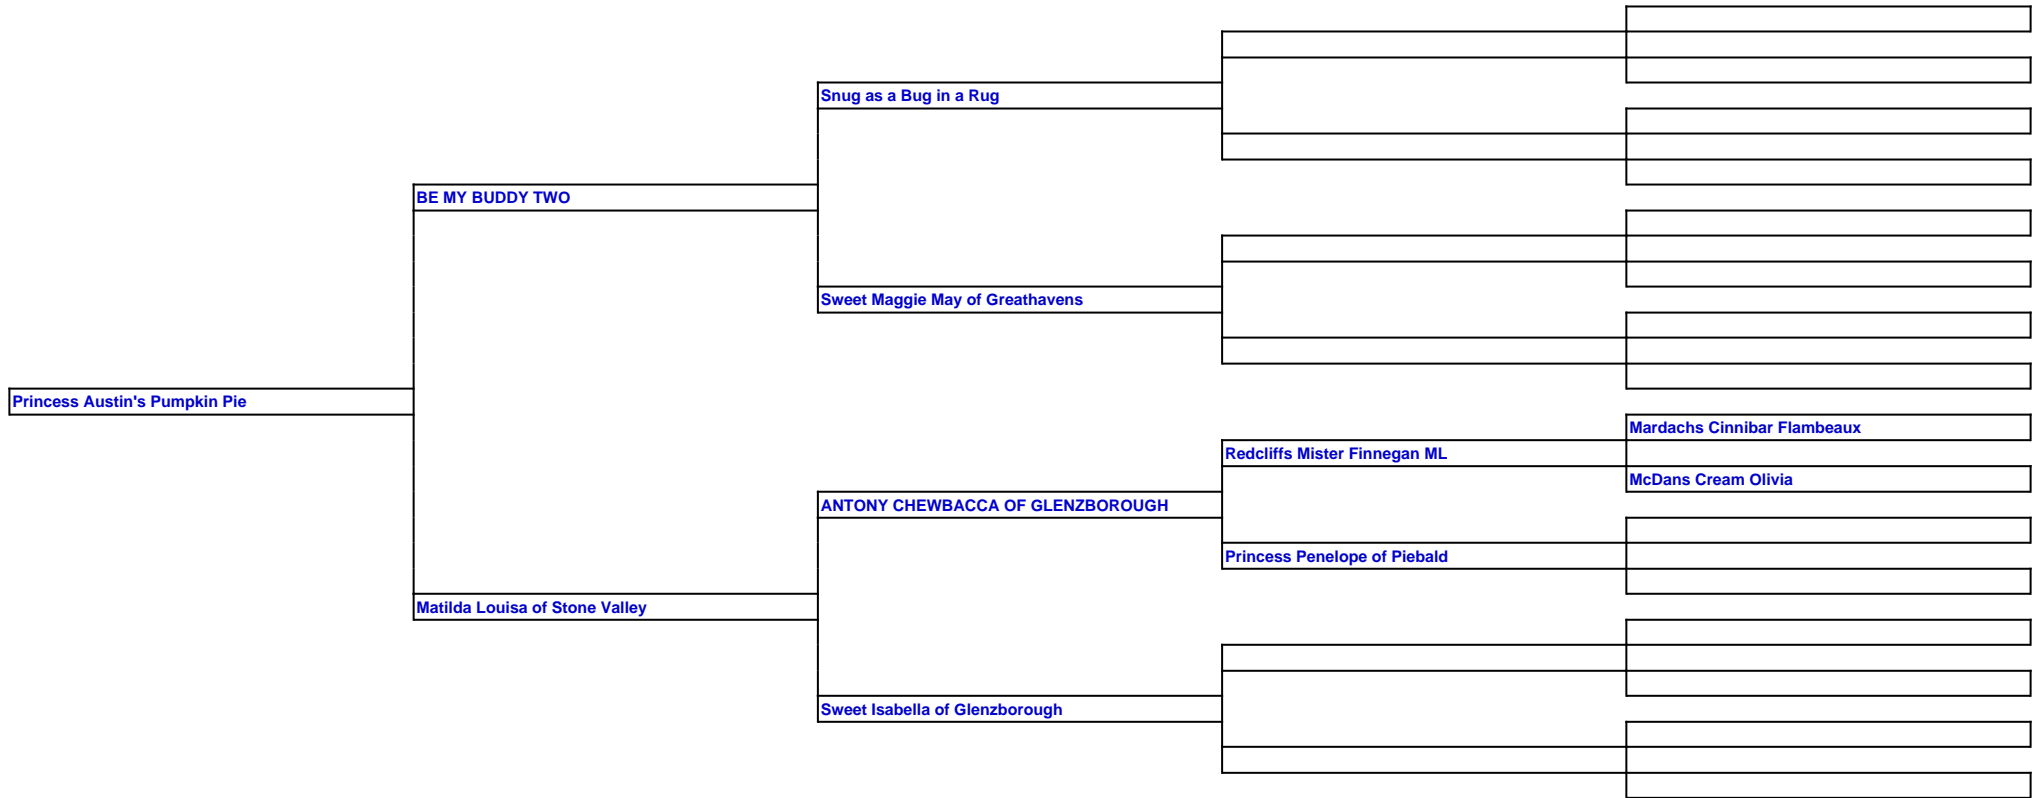 Snug as a Bug in a Rug
BE MY BUDDY TWO
Sweet Maggie May of Greathavens
Princess Austin's Pumpkin Pie
Mardachs Cinnibar Flambeaux
Redcliffs Mister Finnegan ML
McDans Cream Olivia
ANTONY CHEWBACCA OF GLENZBOROUGH
Princess Penelope of Piebald
Matilda Louisa of Stone Valley
Sweet Isabella of Glenzborough